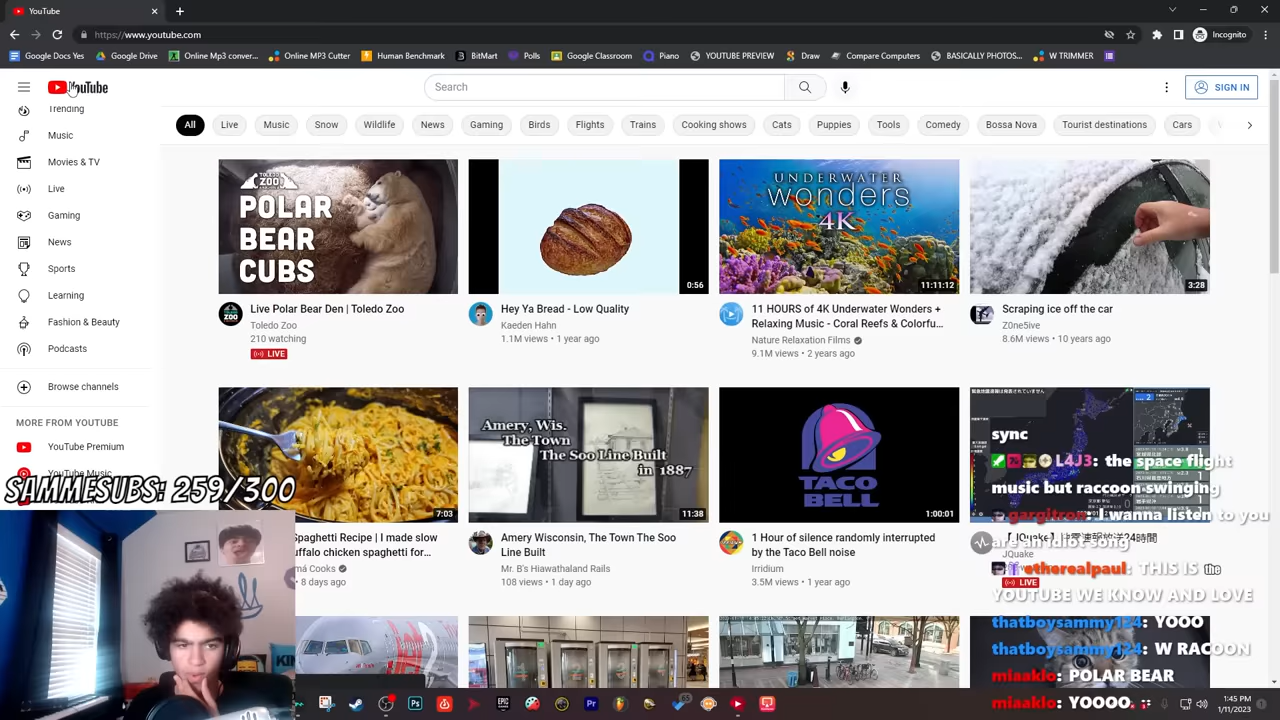 YouTube
https://www.youtube.com
Incognito
Google Docs Yes
Google Drive
Online MP3 conver...
Online MP3 Cutter
Human Benchmark
BitMart
Polls
Google Classroom
Piano
YOUTUBE PREVIEW
Draw
Compare Computers
BASICALLY PHOTOS...
W TRIMMER
YouTube
Search
SIGN IN
Trending
Music
Movies & TV
Live
Gaming
News
Sports
Learning
Fashion & Beauty
Podcasts
Browse channels
MORE FROM YOUTUBE
YouTube Premium
YouTube Music
All
Live
Music
Snow
Wildlife
News
Gaming
Birds
Flights
Trains
Cooking shows
Cats
Puppies
Tools
Comedy
Bossa Nova
Tourist destinations
Cars
TOLEDO
ZOO
POLAR
BEAR
CUBS
Live Polar Bear Den | Toledo Zoo
Toledo Zoo
210 watching
LIVE
0:56
Hey Ya Bread - Low Quality
Kaeden Hahn
1.1M views • 1 year ago
UNDERWATER
wonders
4K
11:11:12
11 HOURS of 4K Underwater Wonders +
Relaxing Music - Coral Reefs & Colorfu...
Nature Relaxation Films
9.1M views • 2 years ago
3:28
Scraping ice off the car
Z0ne5ive
8.6M views • 10 years ago
7:03
Spaghetti Recipe | I made slow
uffalo chicken spaghetti for...
má Cooks
• 8 days ago
Amery, Wis.
The Town
The Soo Line Built
in 1887
11:38
Amery Wisconsin, The Town The Soo
Line Built
Mr. B's Hiawathaland Rails
108 views • 1 day ago
TACO
BELL
1:00:01
1 Hour of silence randomly interrupted
by the Taco Bell noise
Irridium
3.5M views • 1 year ago
JQuake
LIVE
SAMMESUBS: 259/300
sync
L4J3: the space flight
music but raccoon swinging
gargitron: I wanna listen to you
are an idiot song
etherealpaul: THIS IS the
YOUTUBE WE KNOW AND LOVE
thatboysammy124: YOOO
thatboysammy124: W RACOON
miaaklo: POLAR BEAR
miaaklo: YOOOO.
1:45 PM
1/11/2023